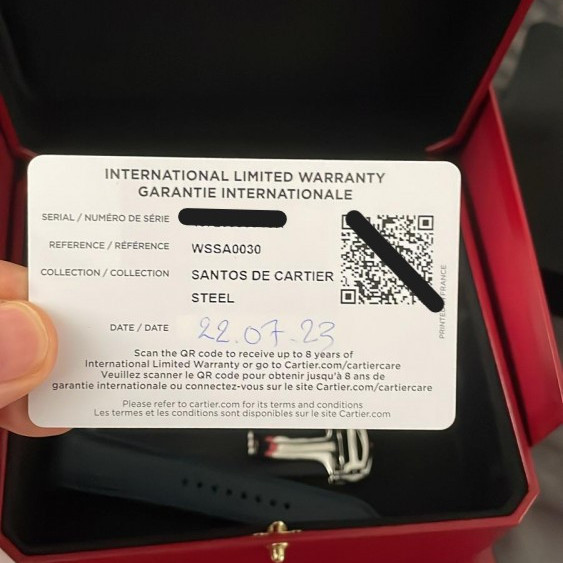 INTERNATIONAL LIMITED WARRANTY
GARANTIE INTERNATIONALE
SERIAL / NUMÉRO DE SÉRIE
REFERENCE / RÉFÉRENCE WSSA0030
COLLECTION / COLLECTION SANTOS DE CARTIER
STEEL
DATE / DATE 22.07-23
Scan the QR code to receive up to 8 years of
International Limited Warranty or go to Cartier.com/cartiercare
Veuillez scanner le QR code pour obtenir jusqu'à 8 ans de
garantie internationale ou connectez-vous sur le site Cartier.com/cartiercare
Please refer to cartier.com for its terms and conditions
Les termes et les conditions sont disponibles sur le site Cartier.com
PRINTED FRANCE